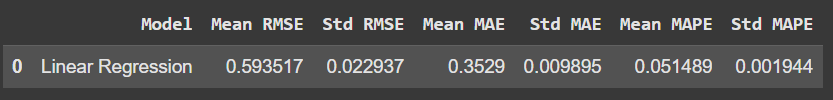 Model Mean RMSE Std RMSE Mean MAE Std MAE Mean MAPE Std MAPE
0 Linear Regression 0.593517 0.022937 0.3529 0.009895 0.051489 0.001944